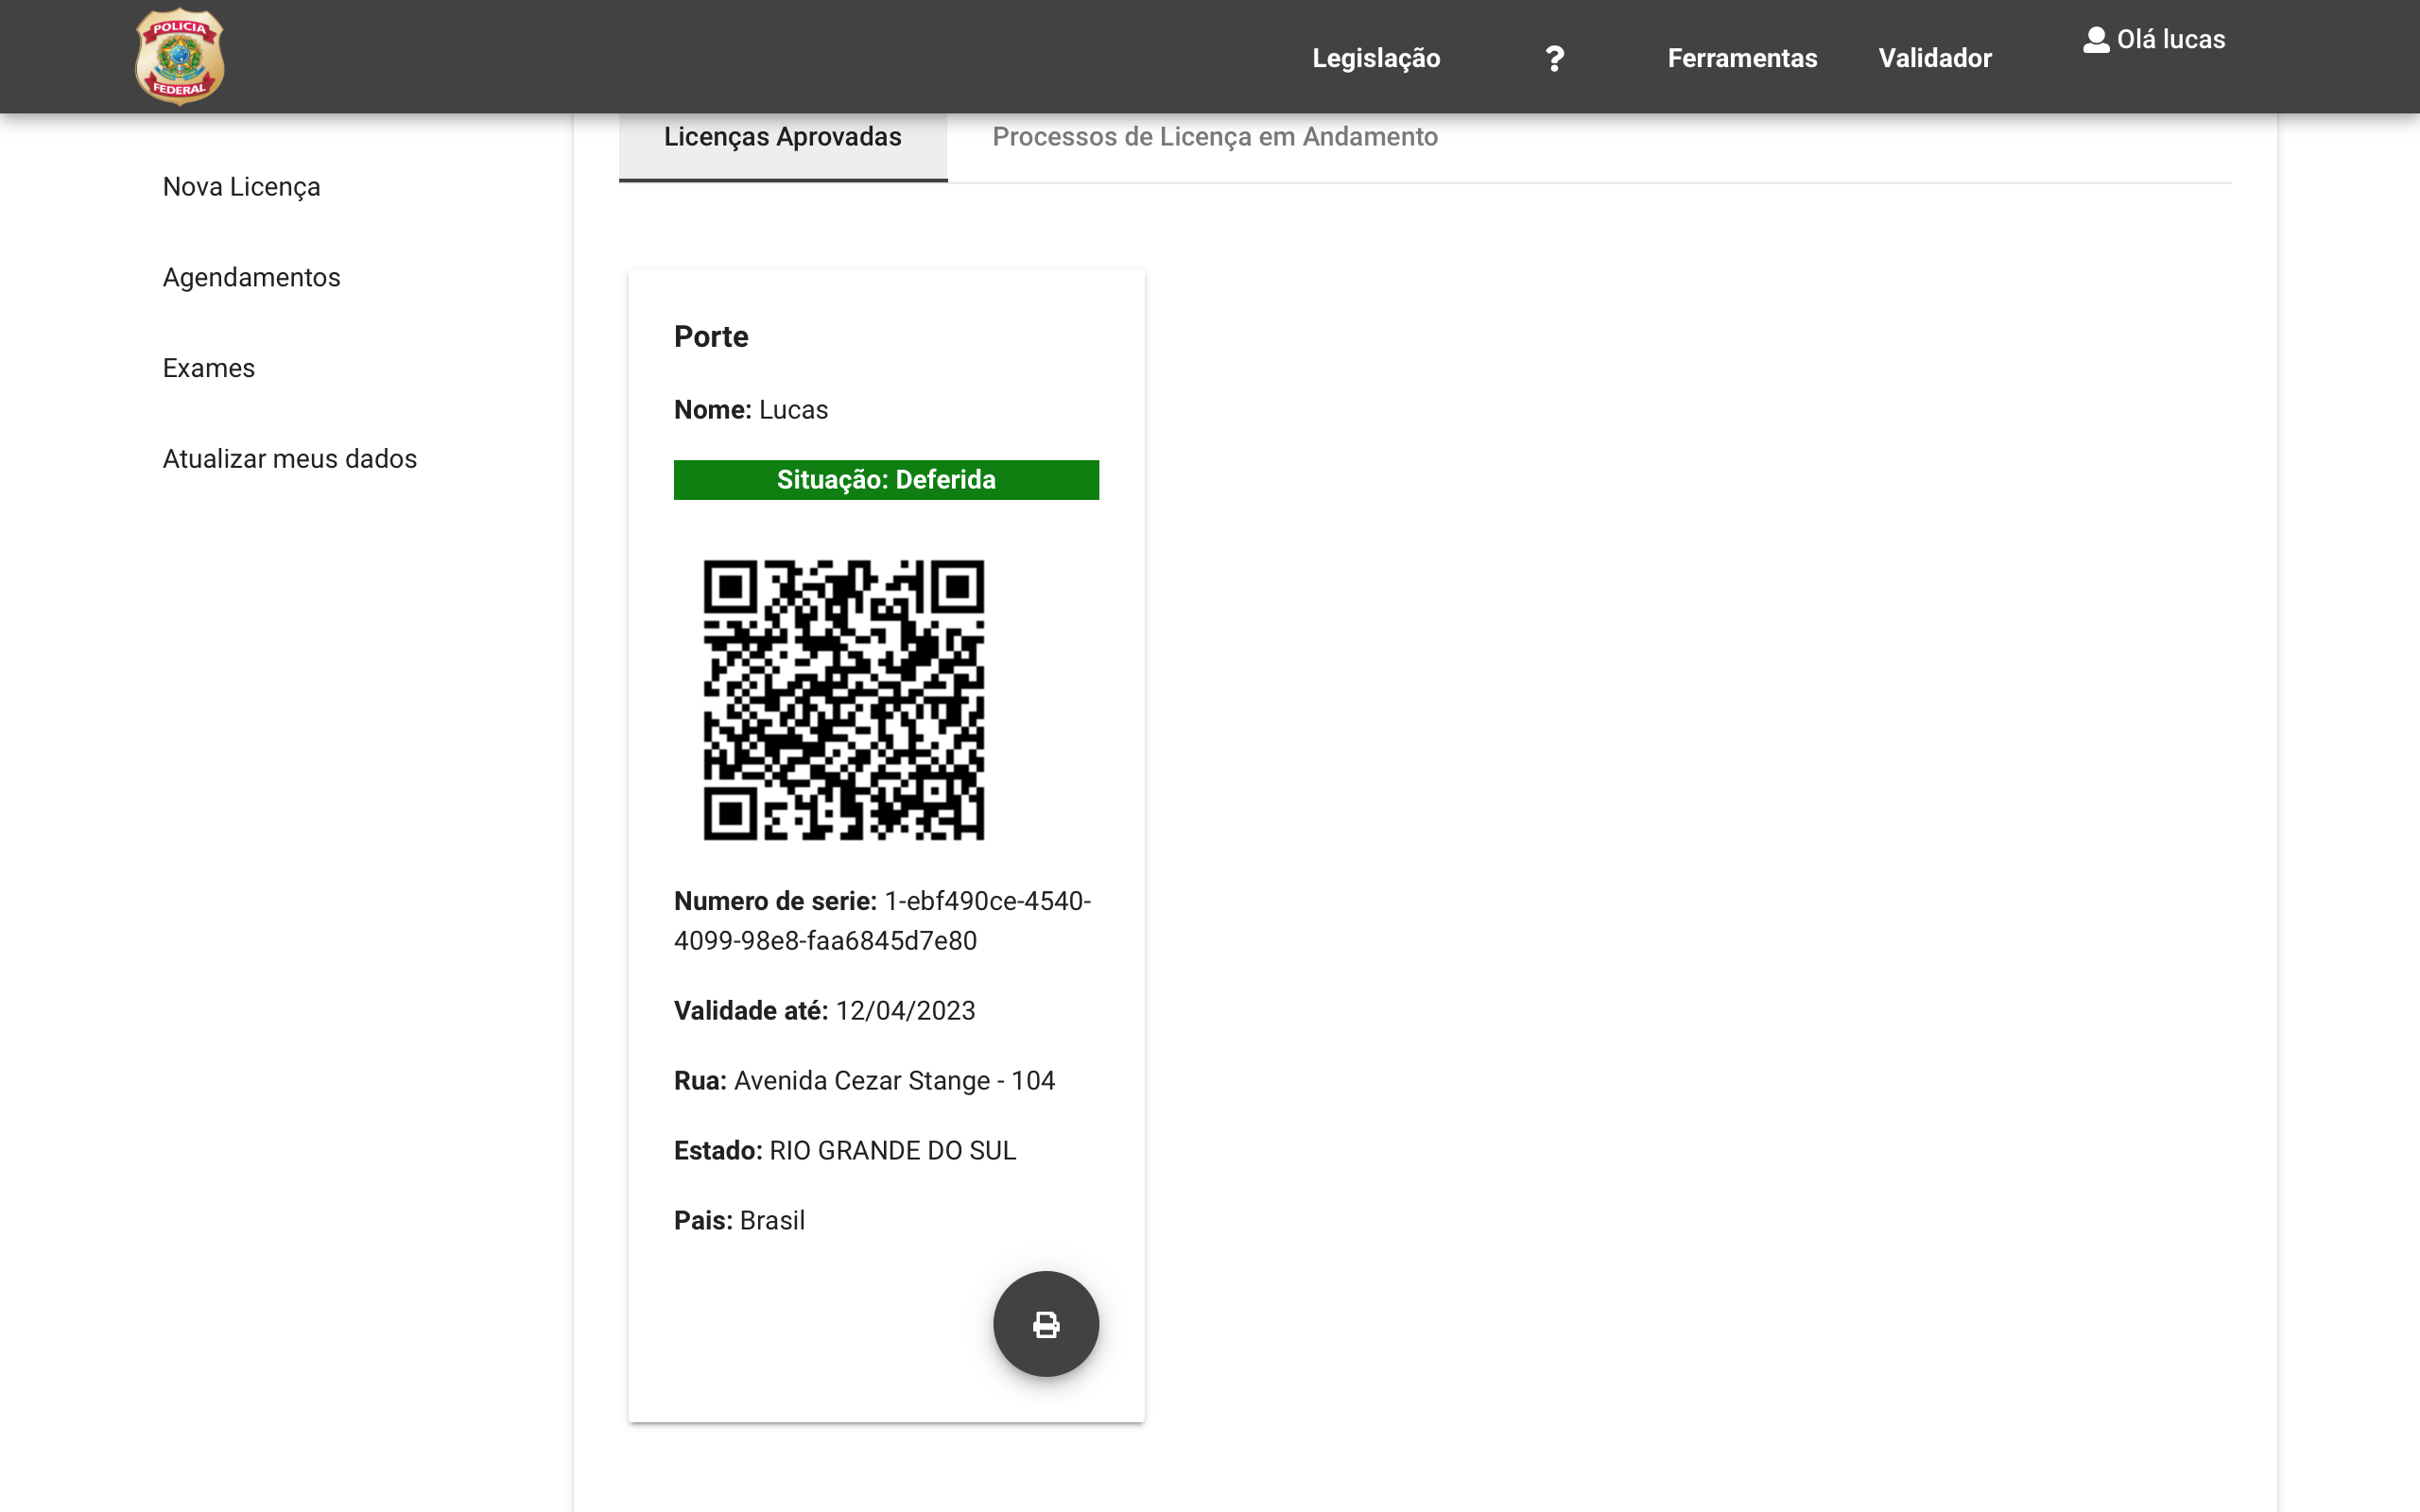 POLICIA
FEDERAL
Legislação ? Ferramentas Validador Olá lucas
Licenças Aprovadas Processos de Licença em Andamento
Nova Licença
Agendamentos
Exames
Atualizar meus dados
Porte
Nome: Lucas
Situação: Deferida
Numero de serie: 1-ebf490ce-4540-
4099-98e8-faa6845d7e80
Validade até: 12/04/2023
Rua: Avenida Cezar Stange - 104
Estado: RIO GRANDE DO SUL
Pais: Brasil